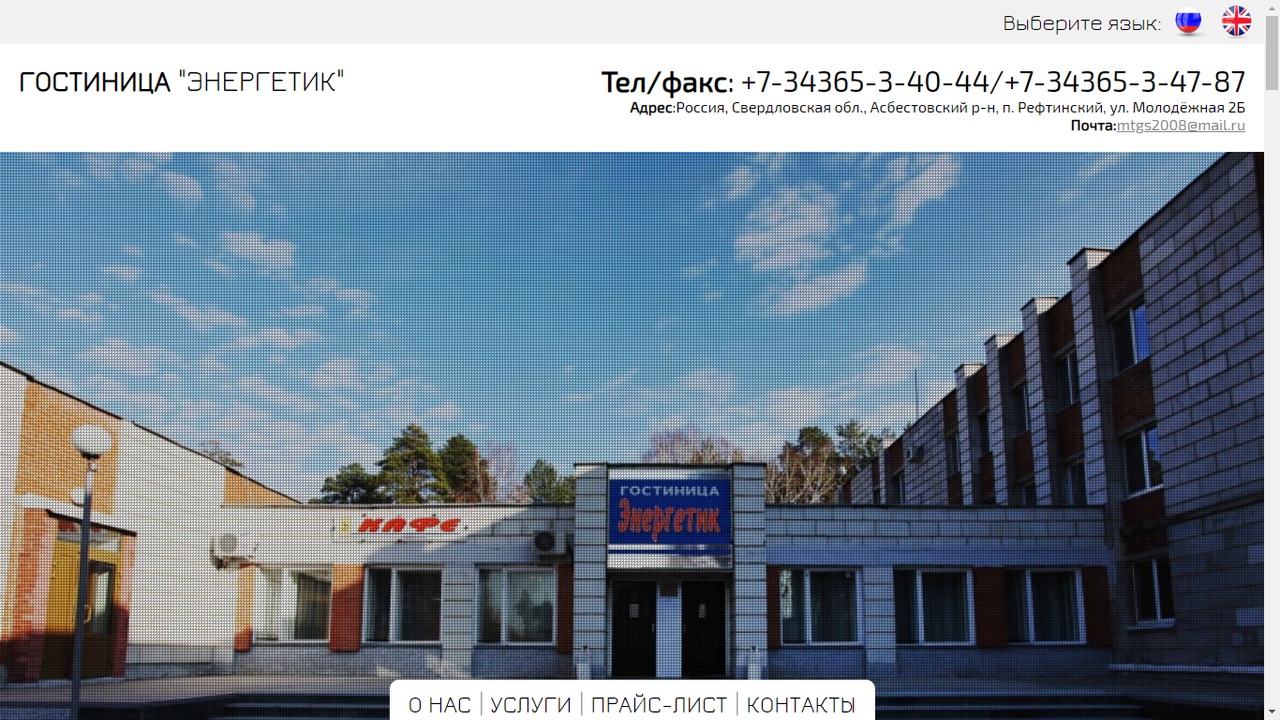 Выберите язык:
ГОСТИНИЦА "ЭНЕРГЕТИК"
Тел/факс: +7-34365-3-40-44/+7-34365-3-47-87
Адрес:Россия, Свердловская обл., Асбестовский р-н, п. Рефтинский, ул. Молодёжная 2Б
Почта:mtgs2008@mail.ru
ГОСТИНИЦА
Энергетик
КАФЕ
О НАС
УСЛУГИ
ПРАЙС-ЛИСТ
КОНТАКТЫ